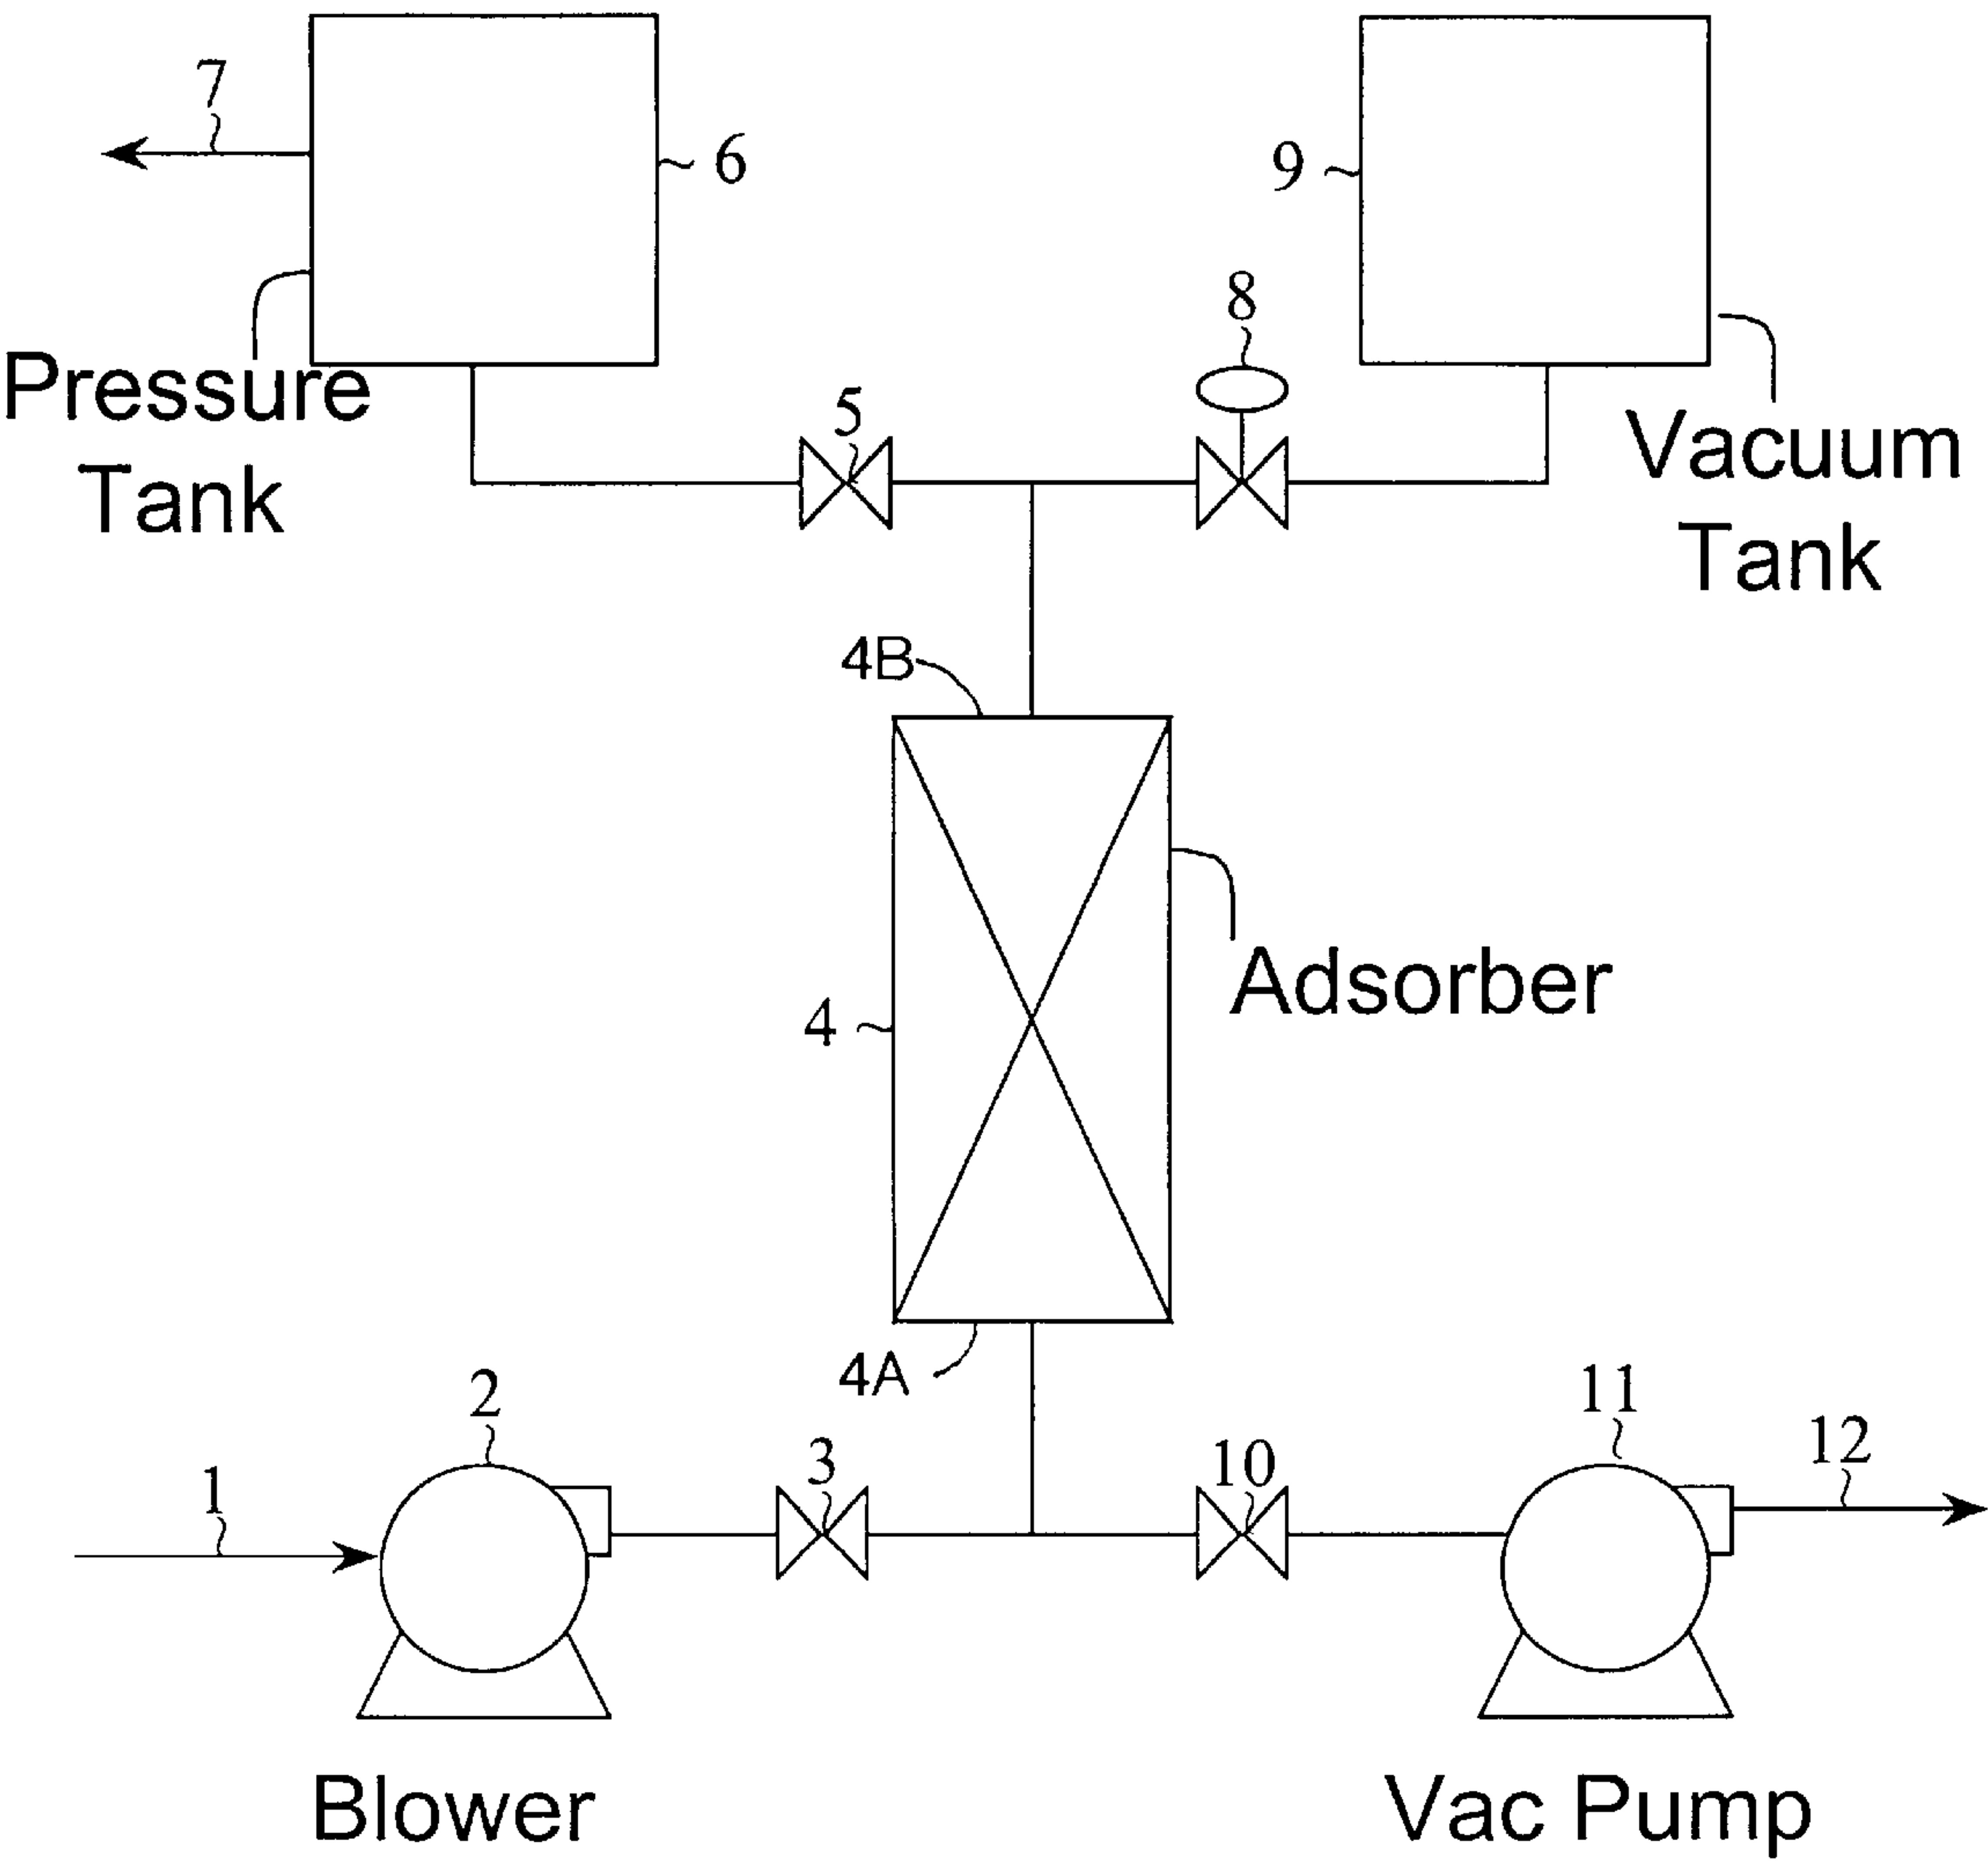 7
6
9
8
Pressure
Tank
5
Vacuum
Tank
4B
Adsorber
4
4A
2
11
1
3
10
12
Blower
Vac Pump